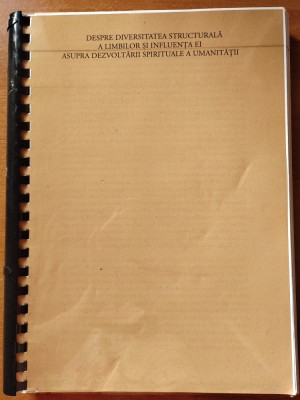 DESPRE DIVERSITATEA STRUCTURALĂ
A LIMBILOR ȘI INFLUENȚA EI
ASUPRA DEZVOLTĂRII SPIRITUALE A UMANITĂȚII